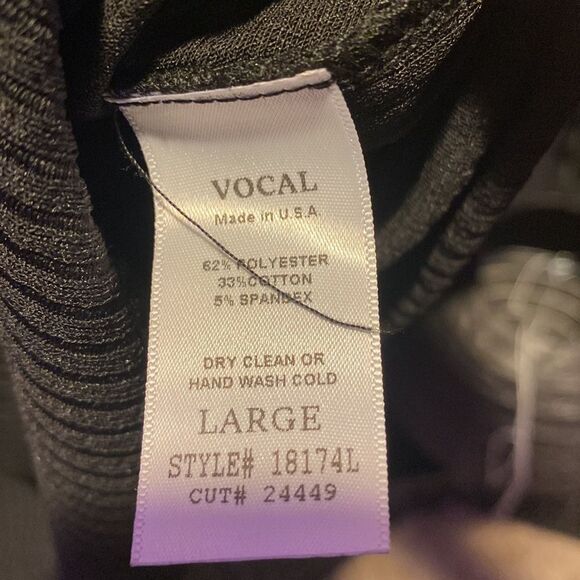 VOCAL
Made in U.S.A
62% POLYESTER
33%COTTON
5% SPANDEX
DRY CLEAN OR
HAND WASH COLD
LARGE
STYLE# 18174L
CUT# 24449